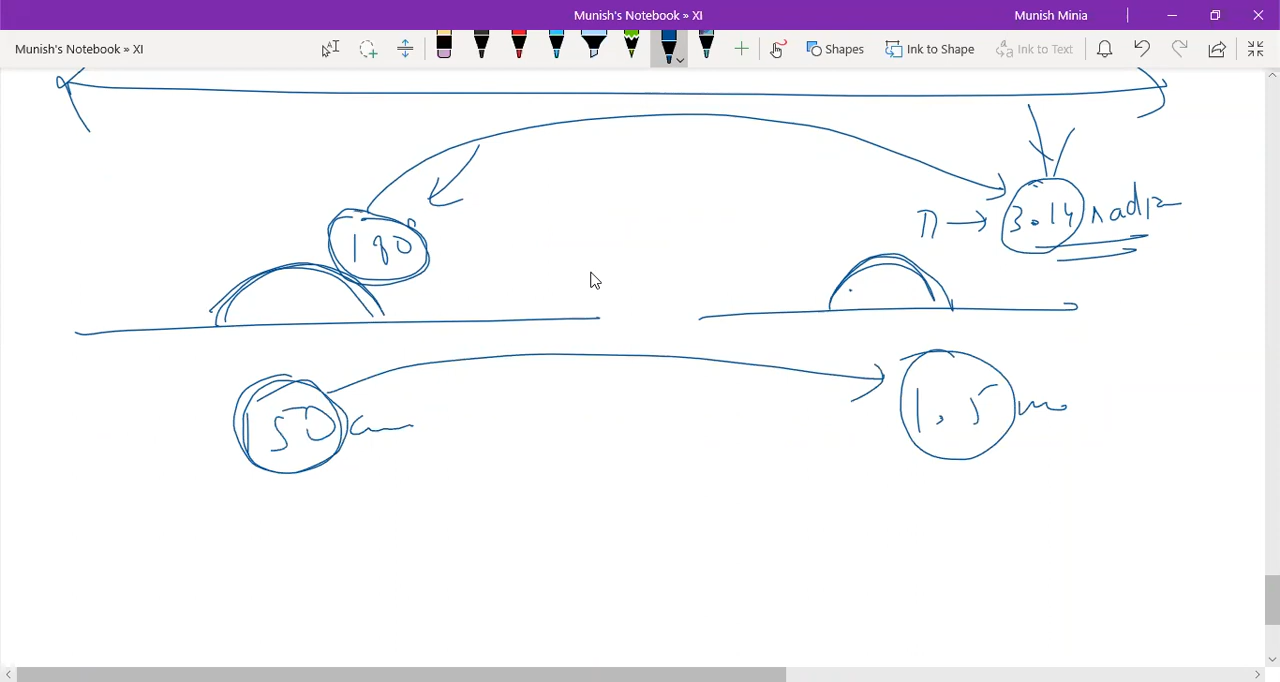 Munish's Notebook » XI
Munish Minia
Munish's Notebook » XI
Shapes
Ink to Shape
Ink to Text
180°
π → 3.14 radian
150 cm
1.5 m